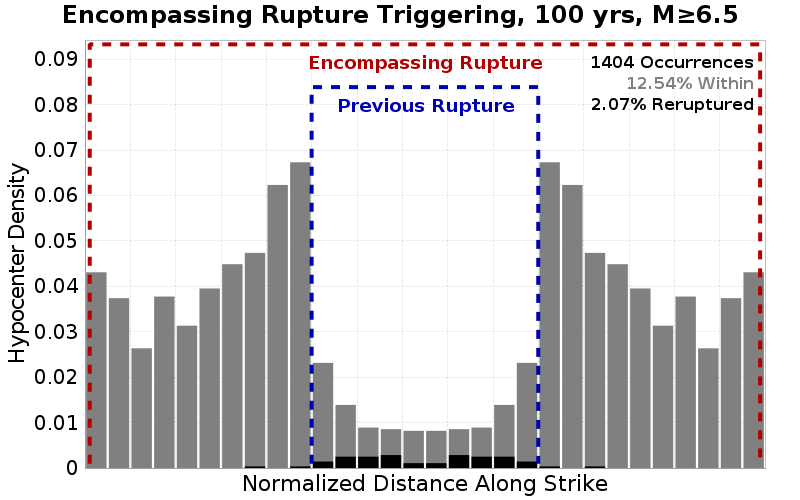 Encompassing Rupture Triggering, 100 yrs, M≥6.5
Encompassing Rupture
Previous Rupture
1404 Occurrences
12.54% Within
2.07% Reruptured
Hypocenter Density
0.09
0.08
0.07
0.06
0.05
0.04
0.03
0.02
0.01
0
Normalized Distance Along Strike